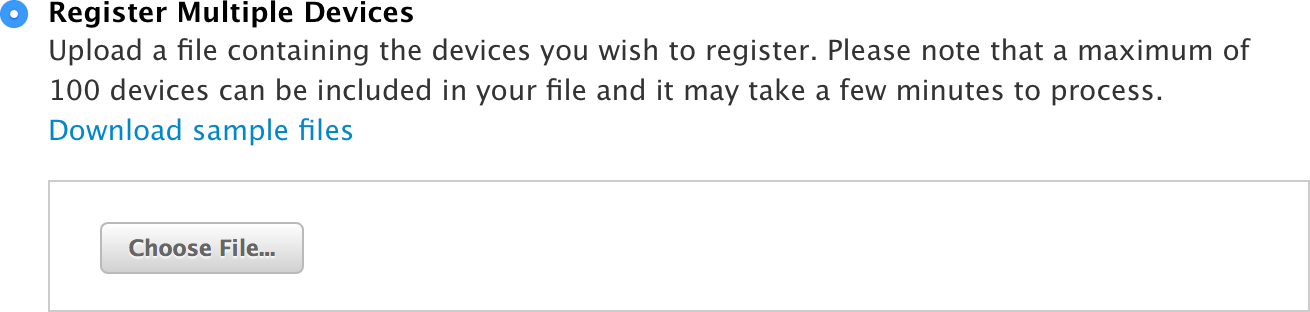 Register Multiple Devices
Upload a file containing the devices you wish to register. Please note that a maximum of
100 devices can be included in your file and it may take a few minutes to process.
Download sample files
Choose File...